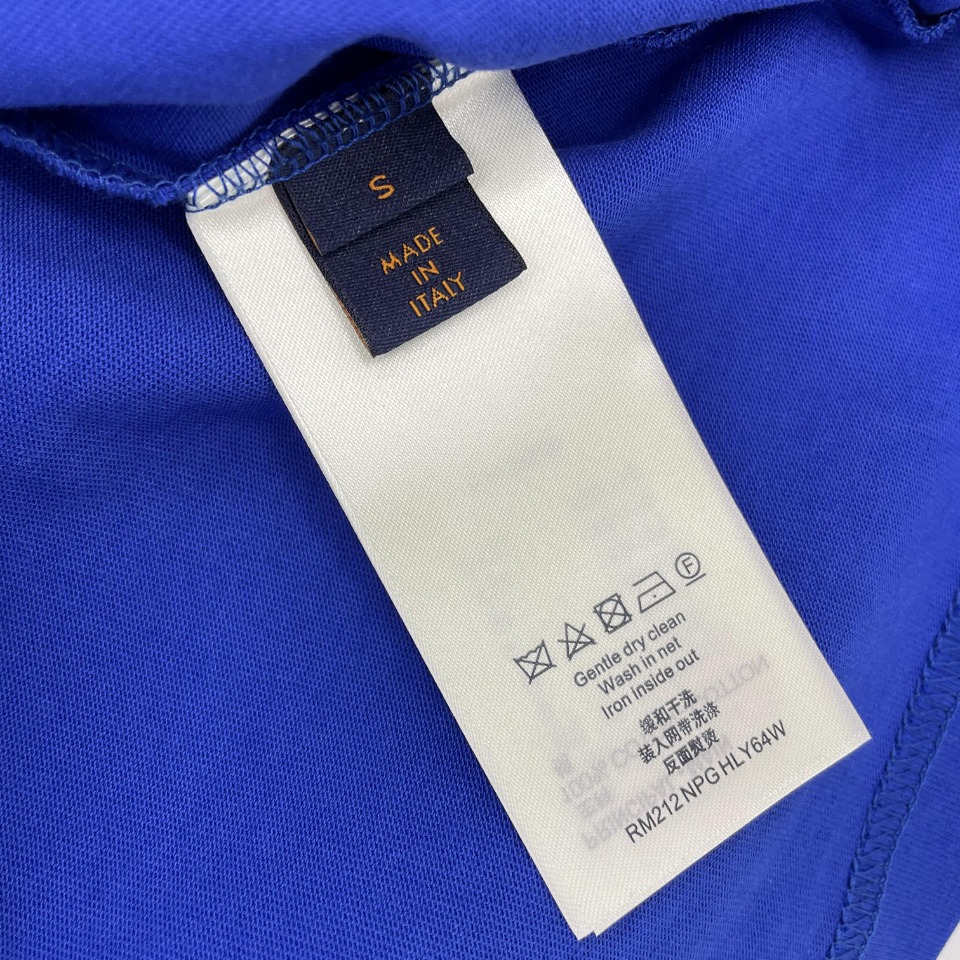 S
MADE
IN
ITALY
F
Gentle dry clean
Wash in net
Iron inside out
缓和干洗
装入网带洗涤
反面熨烫
RM212 NPG HLY64W